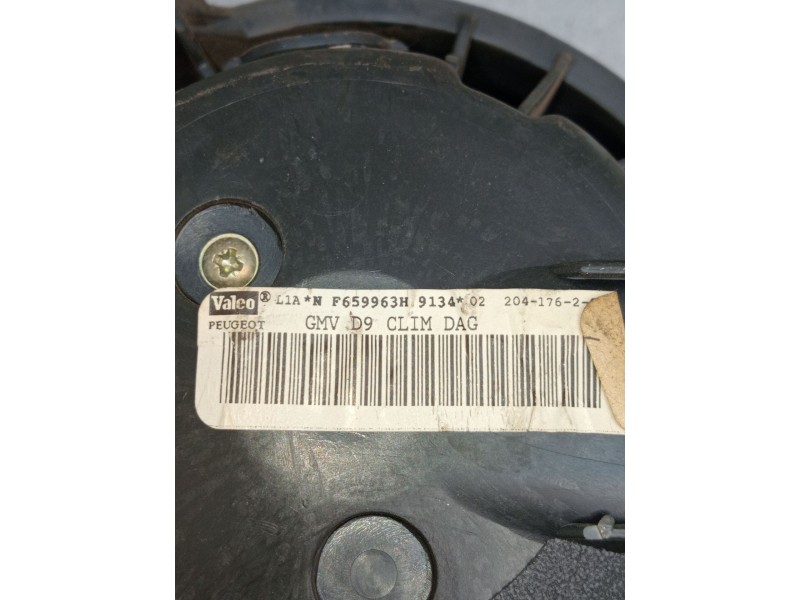 Valeo® L1A*N F659963H 9134*02 204-176-2-
PEUGEOT GMV D9 CLIM DAG